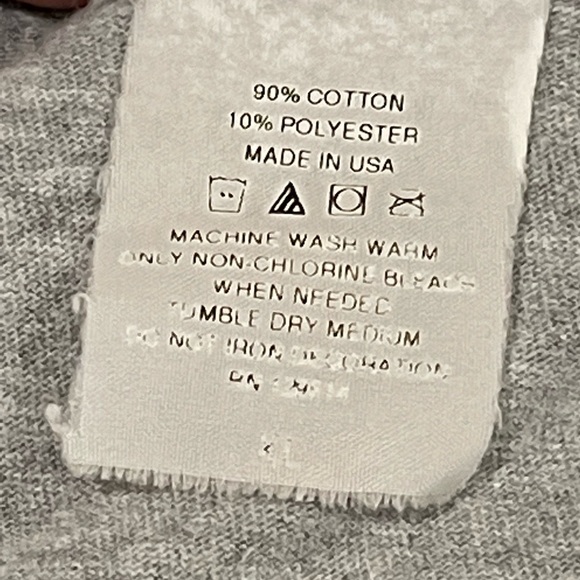 90% COTTON
10% POLYESTER
MADE IN USA
MACHINE WASH WARM
ONLY NON-CHLORINE BLEACH
WHEN NEEDED
TUMBLE DRY MEDIUM
DO NOT IRON DECORATION